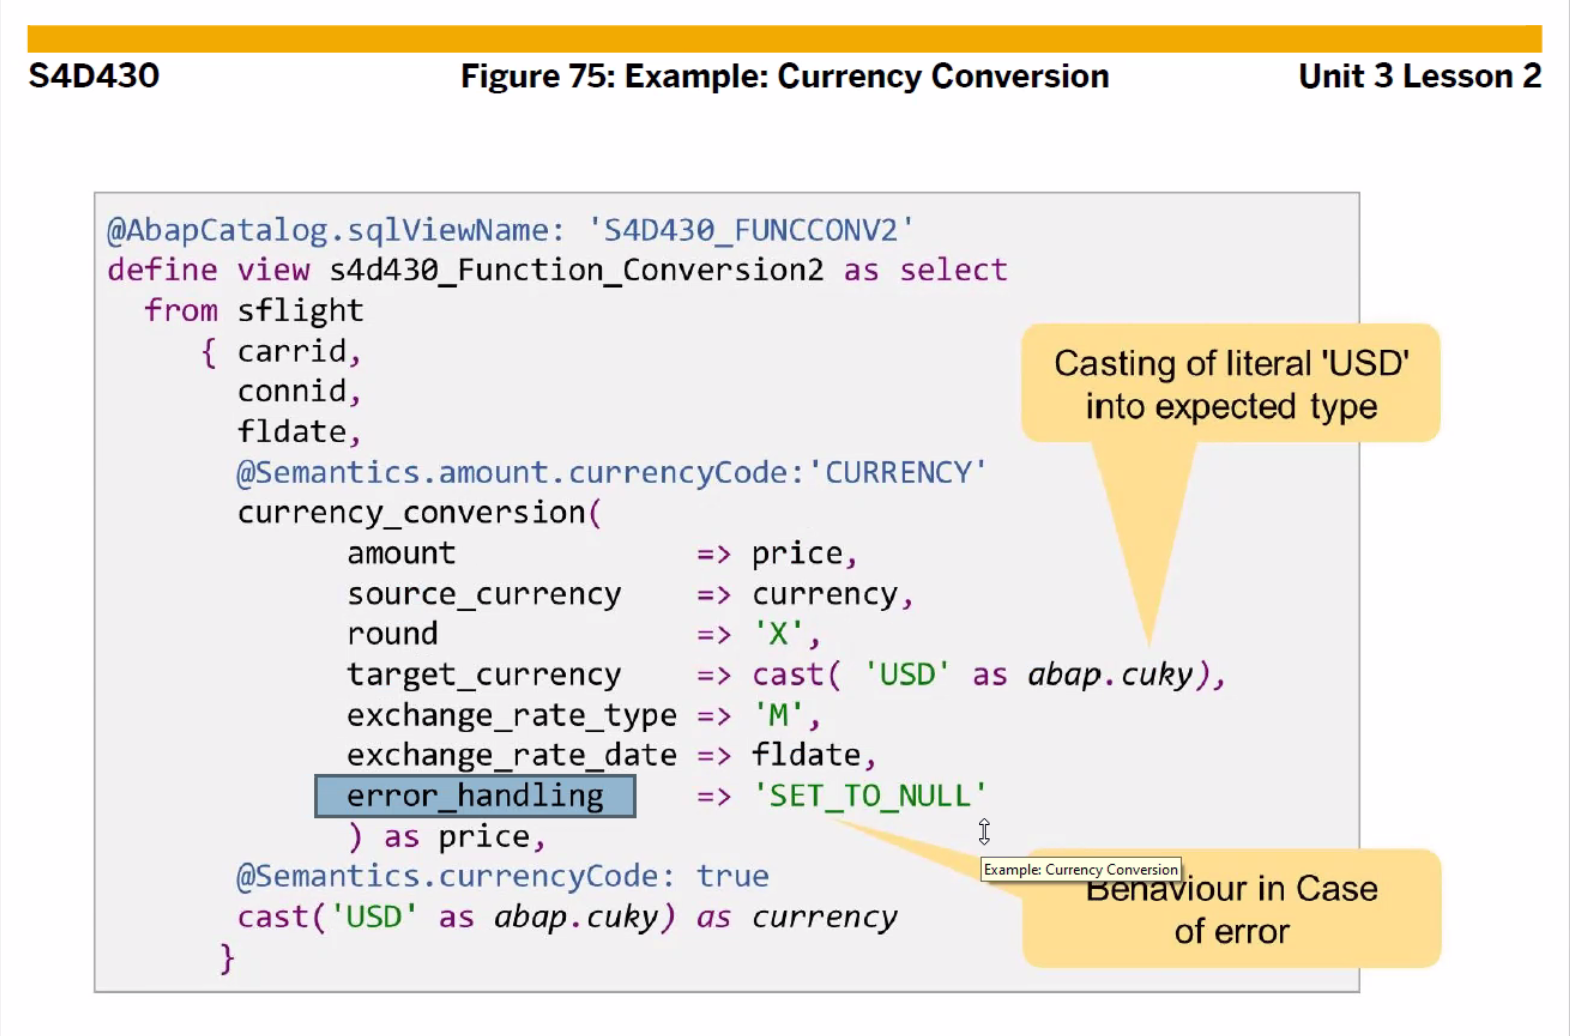 S4D430 Figure 75: Example: Currency Conversion Unit 3 Lesson 2
@AbapCatalog.sqlViewName: 'S4D430_FUNCCONV2'
define view s4d430_Function_Conversion2 as select
from sflight
{ carrid,
connid,
fldate,
@Semantics.amount.currencyCode:'CURRENCY'
currency_conversion(
amount => price,
source_currency => currency,
round => 'X',
target_currency => cast( 'USD' as abap.cuky),
exchange_rate_type => 'M',
exchange_rate_date => fldate,
error_handling => 'SET_TO_NULL'
) as price,
@Semantics.currencyCode: true
cast('USD' as abap.cuky) as currency
}
Casting of literal 'USD'
into expected type
Example: Currency Conversion
Behaviour in Case
of error